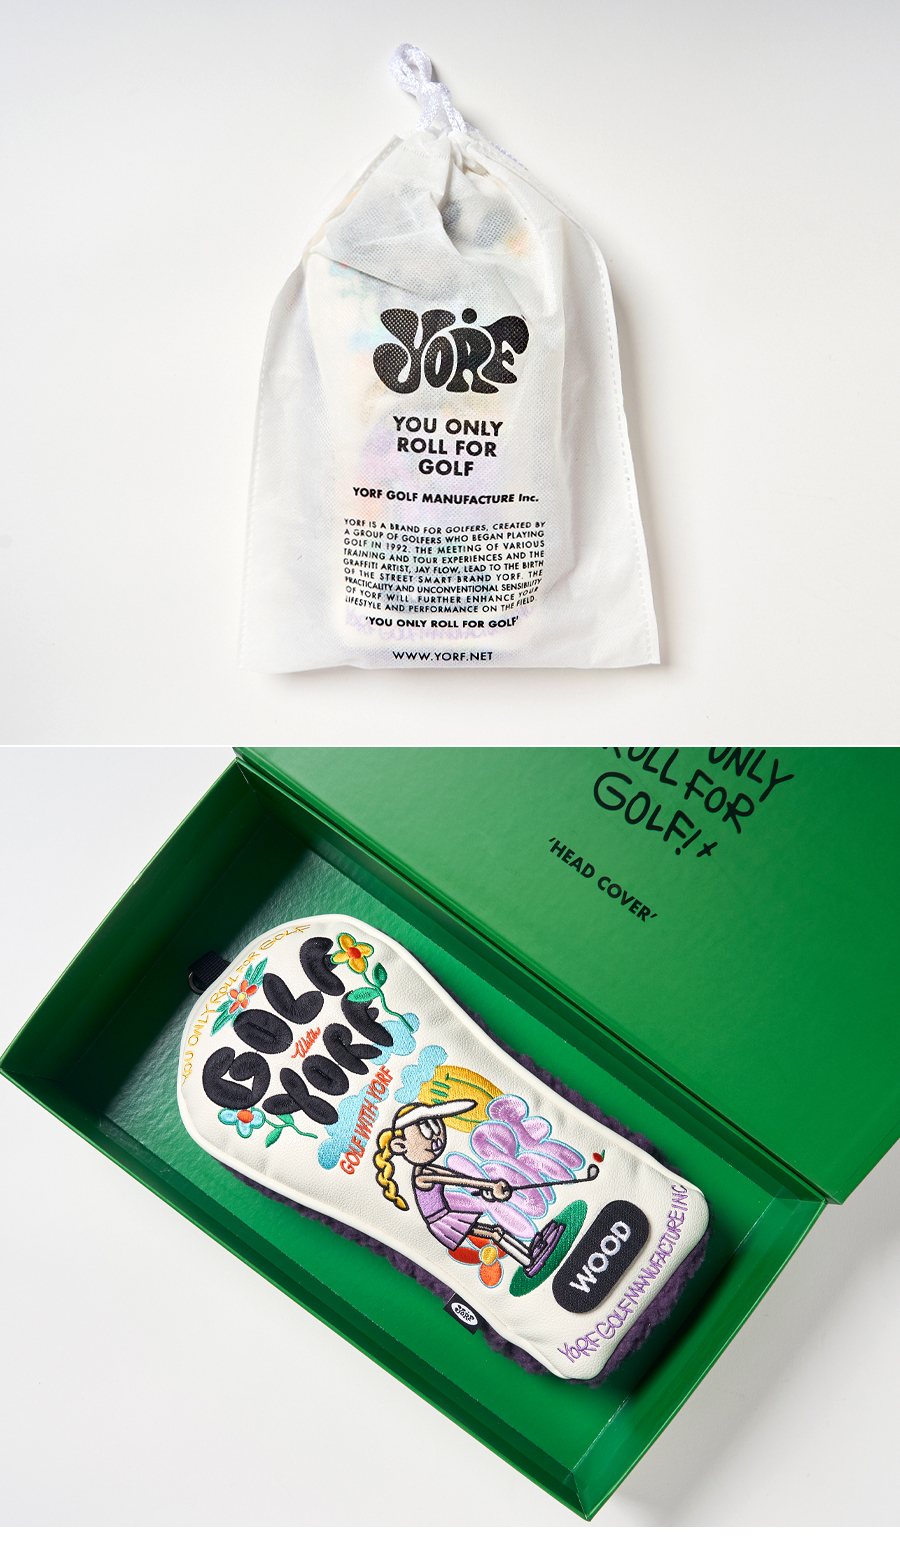 YORF
YOU ONLY
ROLL FOR
GOLF
YORF GOLF MANUFACTURE Inc.
YORF IS A BRAND FOR GOLFERS, CREATED BY
A GROUP OF GOLFERS WHO BEGAN PLAYING
GOLF IN 1992. THE MEETING OF VARIOUS
TRAINING AND TOUR EXPERIENCES AND THE
GRAFFITI ARTIST, JAY FLOW, LEAD TO THE BIRTH
OF THE STREET SMART BRAND YORF. THE
PRACTICALITY AND UNCONVENTIONAL SENSIBILITY
OF YORF WILL FURTHER ENHANCE YOUR
LIFESTYLE AND PERFORMANCE ON THE FIELD.
'YOU ONLY ROLL FOR GOLF'
WWW.YORF.NET
ONLY
ROLL FOR
GOLF!
'HEAD COVER'
YOU ONLY ROLL FOR GOLF
GOLF
With
YORF
GOLF WITH YORF
WOOD
YORF GOLF MANUFACTURE INC
YORF